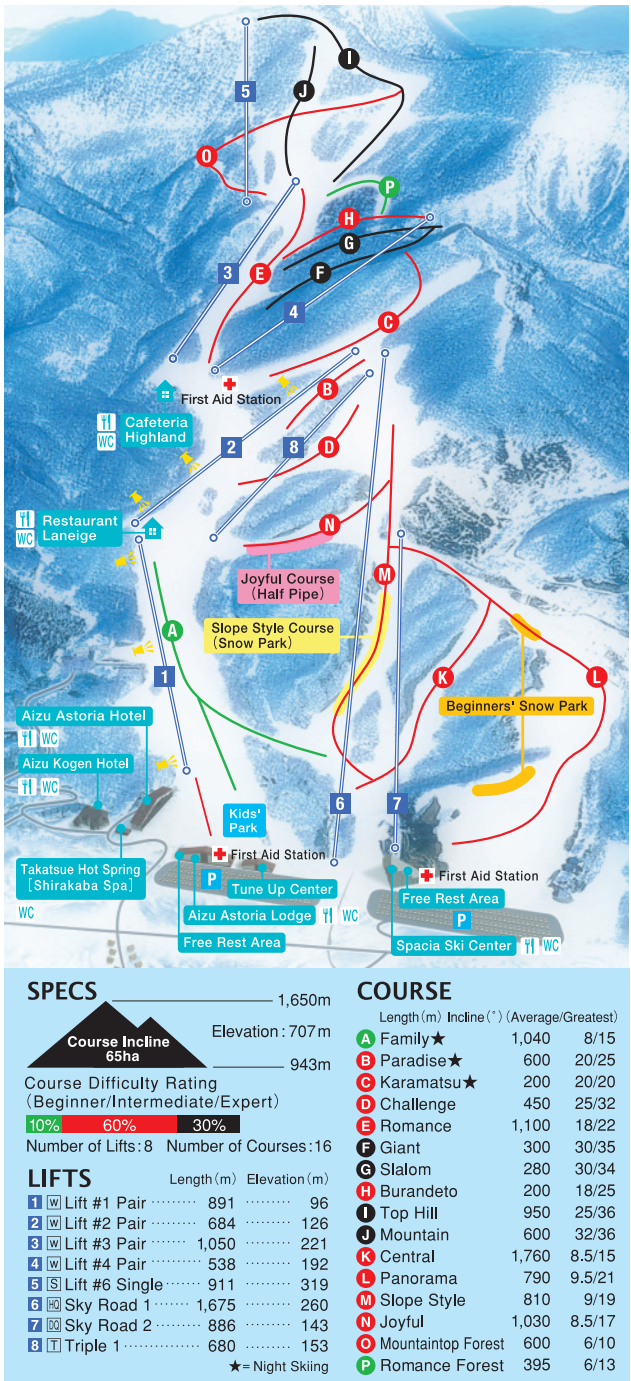 I
J
5
O
P
H
G
3
E
F
4
C
First Aid Station
Cafeteria
Highland
WC
B
2
8
D
Restaurant
Laneige
WC
N
Joyful Course
(Half Pipe)
M
Slope Style Course
(Snow Park)
A
1
K
L
Beginners' Snow Park
Aizu Astoria Hotel
WC
Aizu Kogen Hotel
WC
Kids'
Park
6
7
Takatsue Hot Spring
[Shirakaba Spa]
WC
First Aid Station
P
Tune Up Center
Aizu Astoria Lodge
WC
Free Rest Area
First Aid Station
Free Rest Area
P
Spacia Ski Center
WC
SPECS
1,650m
Elevation:707m
Course Incline
65ha
943m
Course Difficulty Rating
(Beginner/Intermediate/Expert)
10% 60% 30%
Number of Lifts:8 Number of Courses:16
LIFTS Length(m) Elevation(m)
1 W Lift #1 Pair 891 96
2 W Lift #2 Pair 684 126
3 W Lift #3 Pair 1,050 221
4 W Lift #4 Pair 538 192
5 S Lift #6 Single 911 319
6 HQ Sky Road 1 1,675 260
7 DQ Sky Road 2 886 143
8 T Triple 1 680 153
★=Night Skiing
COURSE
Length(m) Incline(°) (Average/Greatest)
A Family★ 1,040 8/15
B Paradise★ 600 20/25
C Karamatsu★ 200 20/20
D Challenge 450 25/32
E Romance 1,100 18/22
F Giant 300 30/35
G Slalom 280 30/34
H Burandeto 200 18/25
I Top Hill 950 25/36
J Mountain 600 32/36
K Central 1,760 8.5/15
L Panorama 790 9.5/21
M Slope Style 810 9/19
N Joyful 1,030 8.5/17
O Mountaintop Forest 600 6/10
P Romance Forest 395 6/13